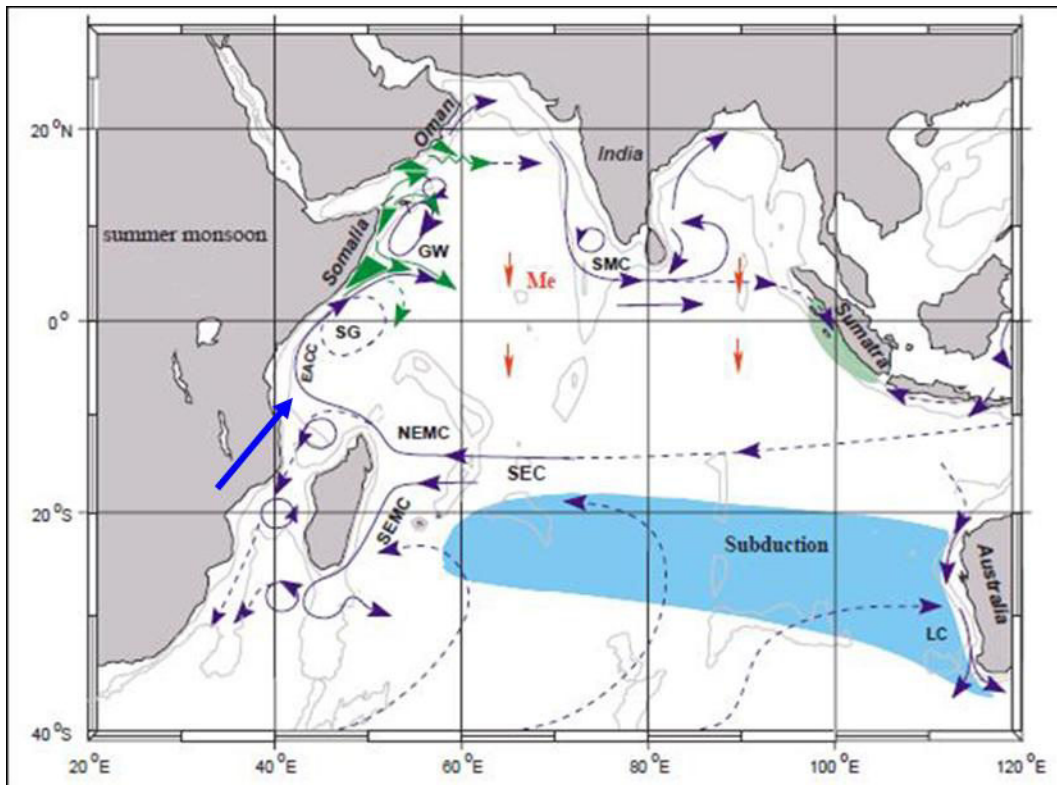 Oman
20°N
India
summer monsoon
Somalia
GW
SMC
Me
0°
SG
Sumatra
EACC
NEMC
SEC
20°S
SEMC
Subduction
Australia
LC
40°S
20°E
40°E
60°E
80°E
100°E
120°E